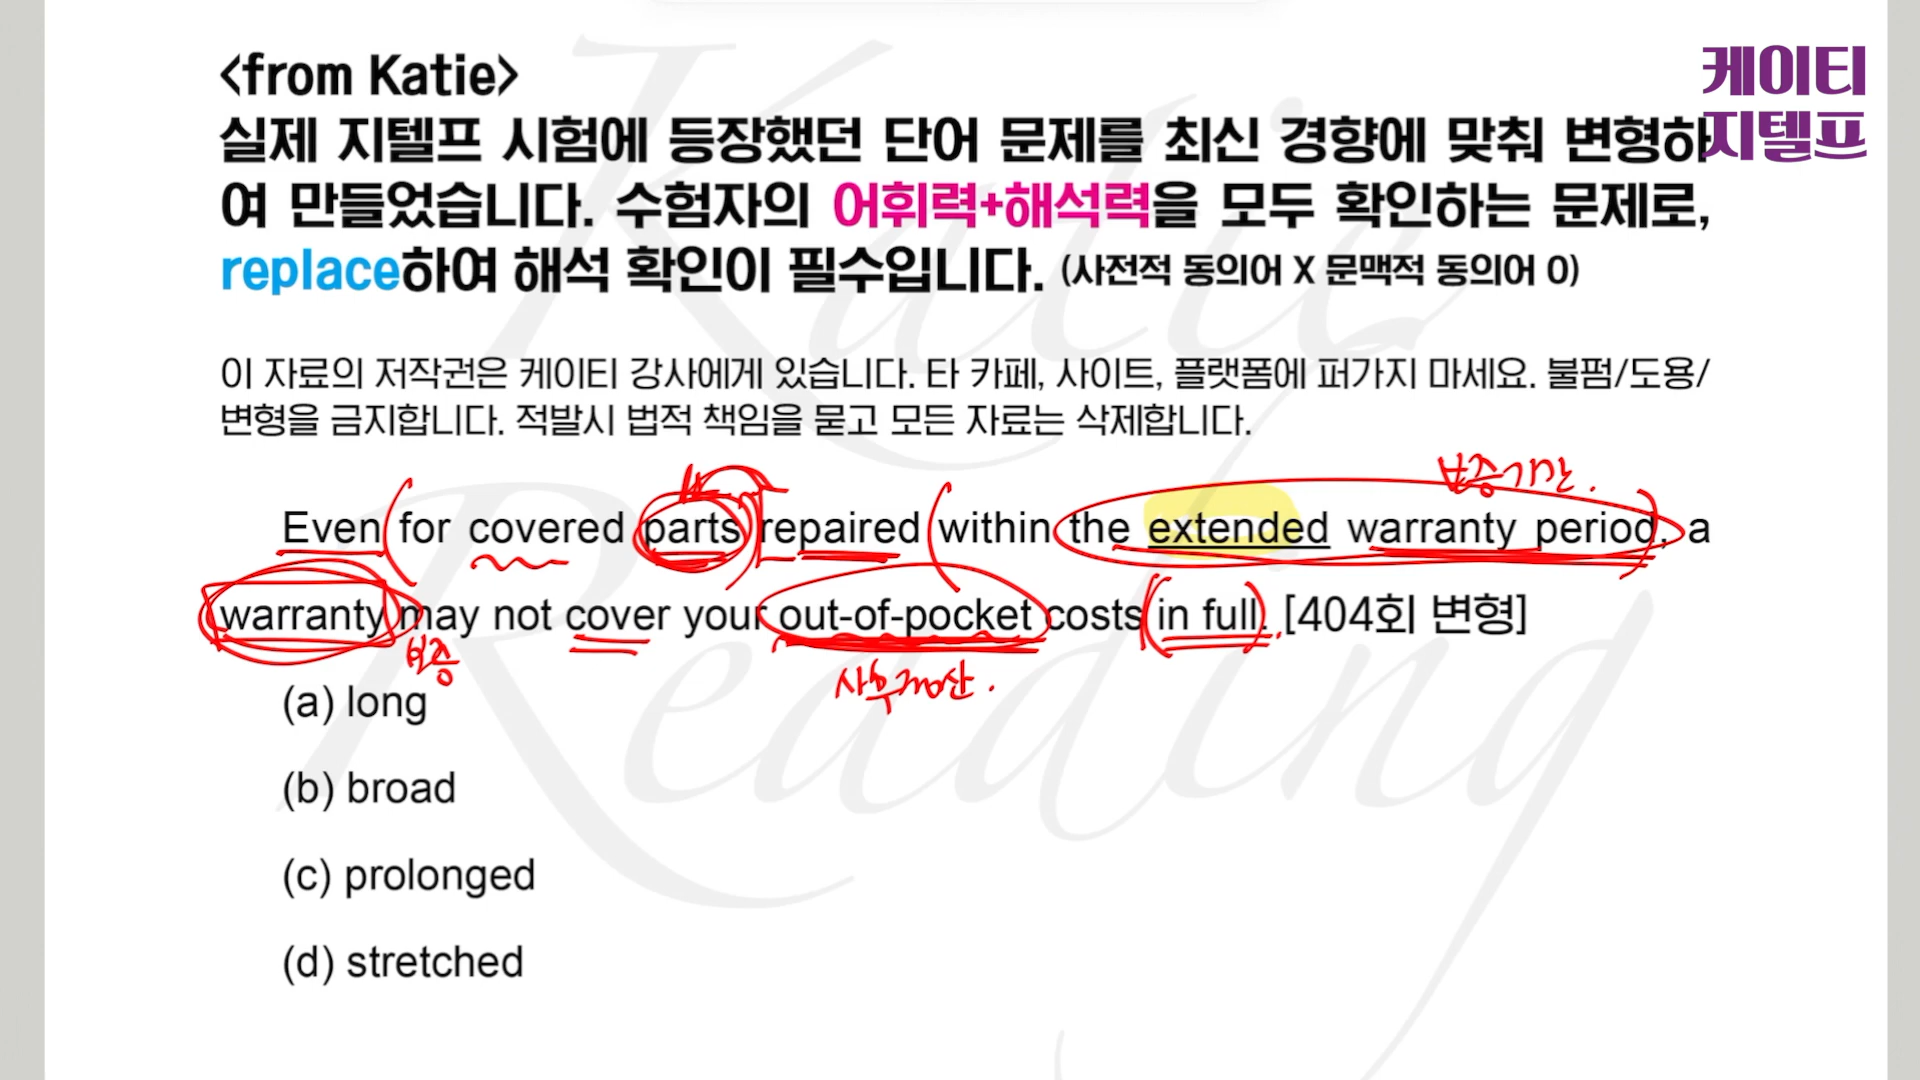 <from Katie>
케이티
지텔프
실제 지텔프 시험에 등장했던 단어 문제를 최신 경향에 맞춰 변형하
여 만들었습니다. 수험자의 어휘력+해석력을 모두 확인하는 문제로,
replace하여 해석 확인이 필수입니다. (사전적 동의어 X 문맥적 동의어 O)
이 자료의 저작권은 케이티 강사에게 있습니다. 타 카페, 사이트, 플랫폼에 퍼가지 마세요. 불펌/도용/
변형을 금지합니다. 적발시 법적 책임을 묻고 모든 자료는 삭제합니다.
보증기간.
Even for covered parts repaired within the extended warranty period, a
warranty may not cover your out-of-pocket costs in full. [404회 변형]
보증
사후정산.
(a) long
(b) broad
(c) prolonged
(d) stretched
Katie
Reading